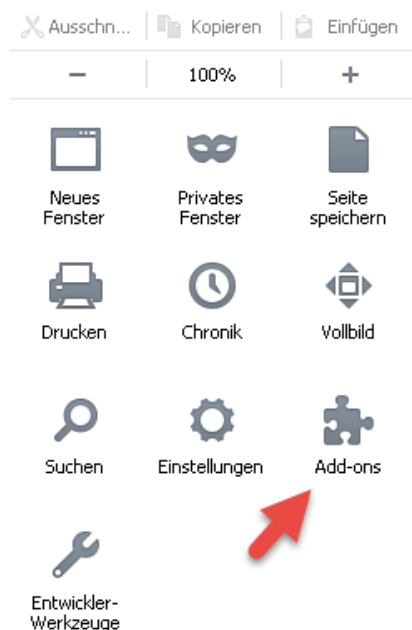 Ausschn... Kopieren Einfügen
− 100% +
Neues Privates Seite
Fenster Fenster speichern
Drucken Chronik Vollbild
Suchen Einstellungen Add-ons
Entwickler-
Werkzeuge